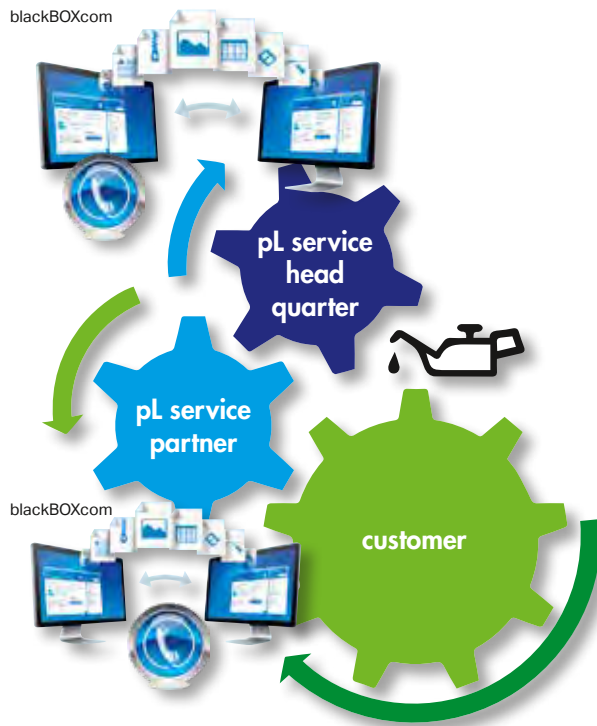 blackBOXcom
pL service
head
quarter
pL service
partner
blackBOXcom
customer